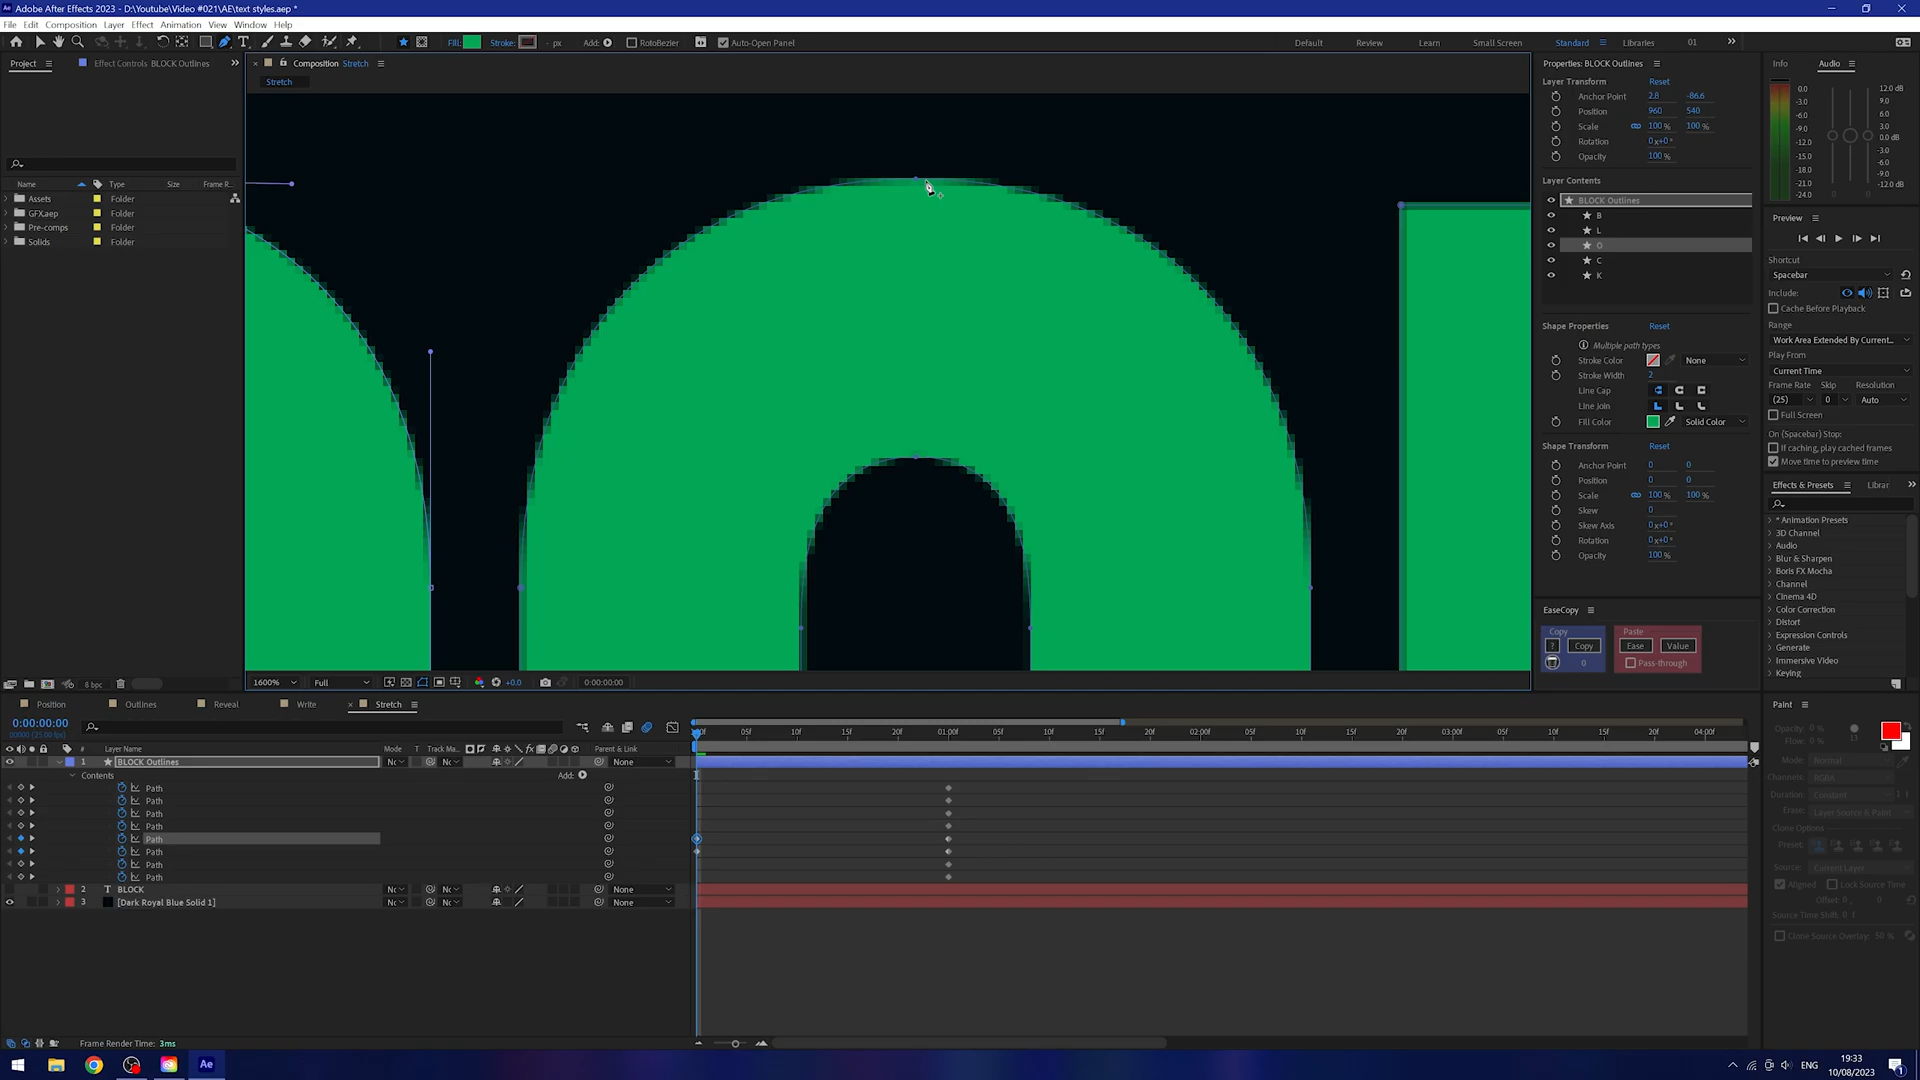 Adobe After Effects 2023 - D:\Youtube\Video #021\AE\text styles.aep *
File Edit Composition Layer Effect Animation View Window Help
Fill: Stroke: - px Add: RotoBezier Auto-Open Panel
Default Review Learn Standard Small Screen Libraries 01
Project Effect Controls BLOCK Outlines
Composition Stretch
Stretch
Name Type Size Frame R...
Assets Folder
GFX.aep Folder
Pre-comps Folder
Solids Folder
8 bpc
1600% Full +0.0 0:00:00:00
Properties: BLOCK Outlines
Layer Transform Reset
Anchor Point 2.8 -86.6
Position 960 540
Scale 100 % 100 %
Rotation 0 x+0°
Opacity 100 %
Layer Contents
BLOCK Outlines
B
L
O
C
K
Shape Properties Reset
Multiple path types
Stroke Color None
Stroke Width 2
Line Cap
Line Join
Fill Color Solid Color
Shape Transform Reset
Anchor Point 0 0
Position 0 0
Scale 100 % 100 %
Skew 0
Skew Axis 0 x+0°
Rotation 0 x+0°
Opacity 100 %
EaseCopy
Copy Paste
? Copy Ease Value
0 Pass-through
Info Audio
0.0 12.0 dB
-3.0 9.0
-6.0 6.0
-9.0 3.0
-12.0 0.0 dB
-15.0 -3.0
-18.0 -6.0
-21.0 -9.0
-24.0 -12.0 dB
Preview
Shortcut
Spacebar
Include:
Cache Before Playback
Range
Work Area Extended By Current...
Play From
Current Time
Frame Rate Skip Resolution
(25) 0 Auto
Full Screen
On (Spacebar) Stop:
If caching, play cached frames
Move time to preview time
Effects & Presets Librar
* Animation Presets
3D Channel
Audio
Blur & Sharpen
Boris FX Mocha
Channel
Cinema 4D
Color Correction
Distort
Expression Controls
Generate
Immersive Video
Keying
Paint
Opacity: 0 %
Flow: 0 % 13
Mode: Normal
Channels: RGBA
Duration: Constant 1 f
Erase: Layer Source & Paint
Clone Options
Preset:
Source: Current Layer
Aligned Lock Source Time
Offset: 0 , 0
Source Time Shift: 0 f
Clone Source Overlay: 50 %
Position Outlines Reveal Write Stretch
0:00:00:00
00000 (25.00 fps)
# Layer Name Mode T Track Ma... Parent & Link
1 BLOCK Outlines None
Contents Add:
Path
Path
Path
Path
Path
Path
Path
Path
2 T BLOCK None
3 [Dark Royal Blue Solid 1] None
05f 10f 15f 20f 01:00f 05f 10f 15f 20f 02:00f 05f 10f 15f 20f 03:00f 05f 10f 15f 20f 04:00f
Frame Render Time: 3ms
ENG 19:33
10/08/2023